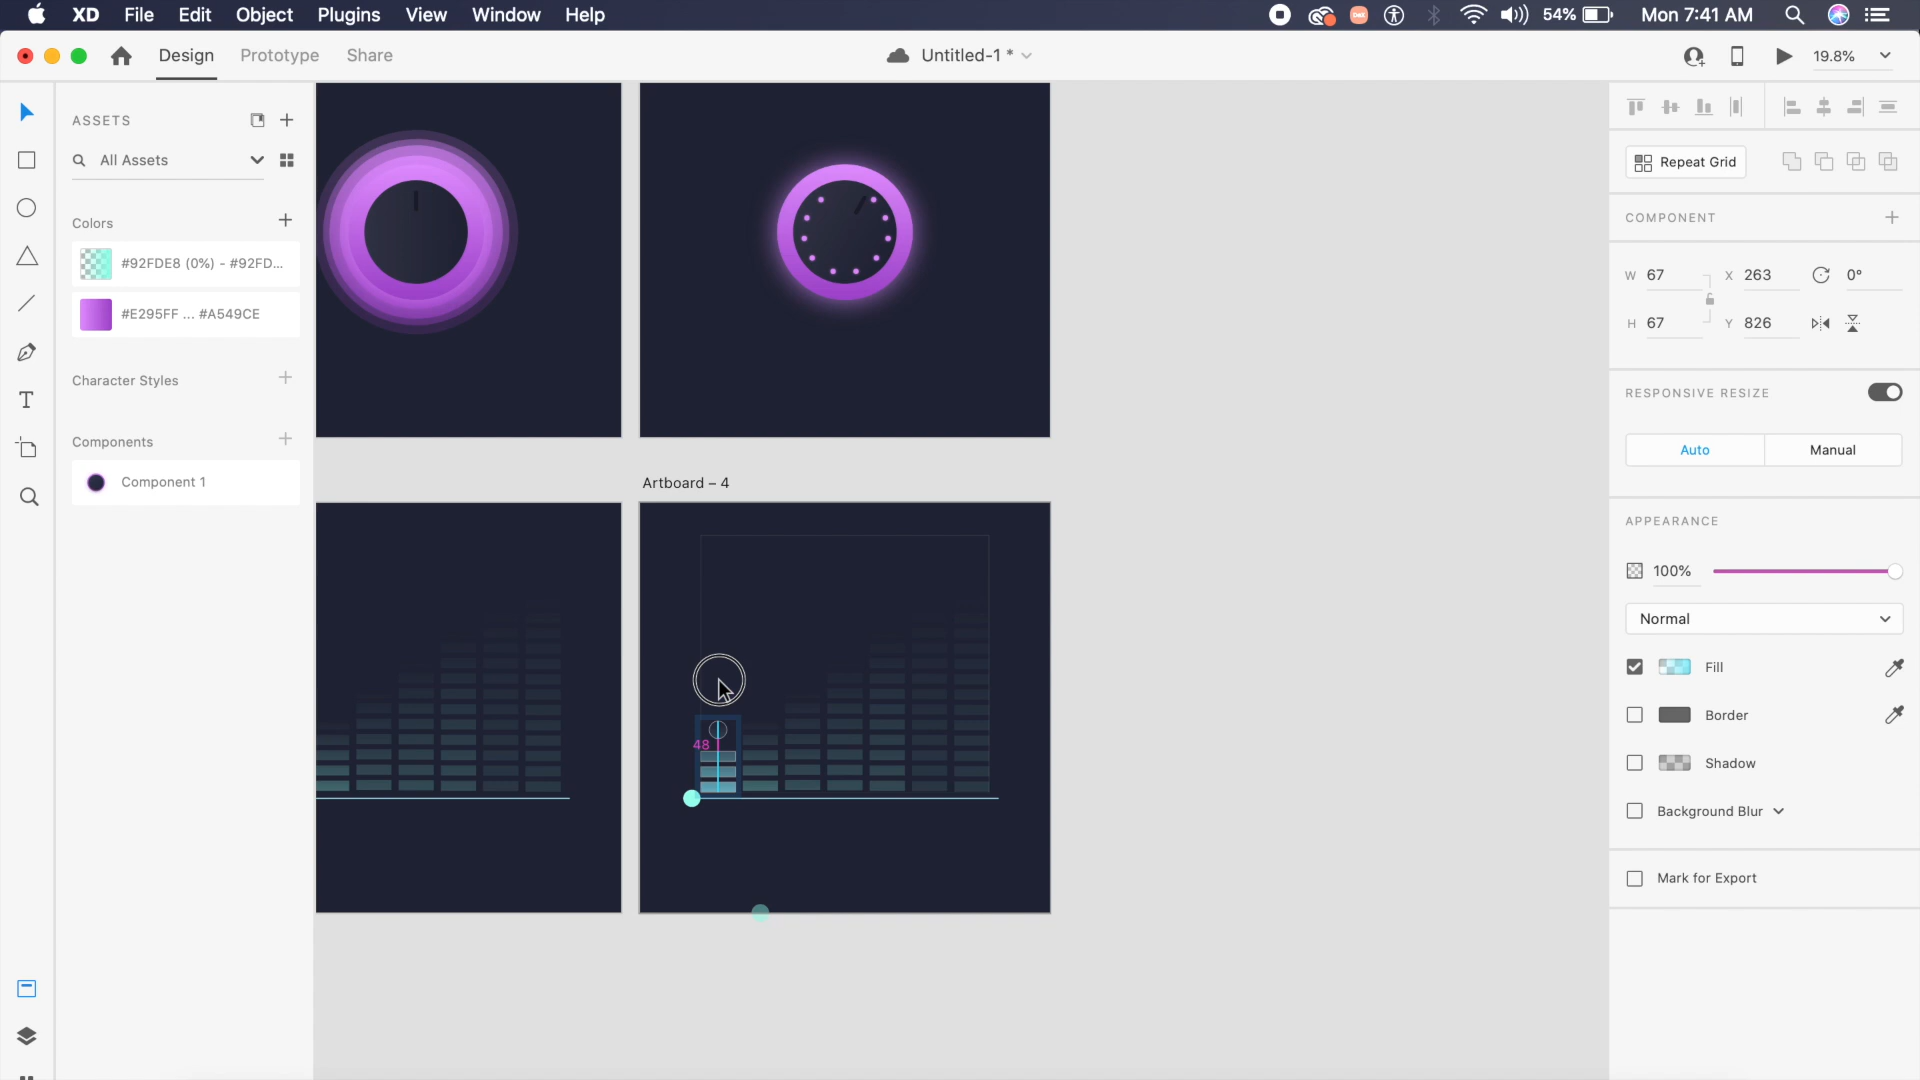 XD File Edit Object Plugins View Window Help 54% Mon 7:41 AM
Design Prototype Share Untitled-1 * 19.8%
ASSETS
All Assets
Repeat Grid
Colors
COMPONENT
#92FDE8 (0%) - #92FD...
W 67 X 263 0°
#E295FF ... #A549CE
H 67 Y 826
Character Styles
RESPONSIVE RESIZE
Components
Auto Manual
Component 1
Artboard – 4
APPEARANCE
100%
Normal
Fill
48
Border
Shadow
Background Blur
Mark for Export